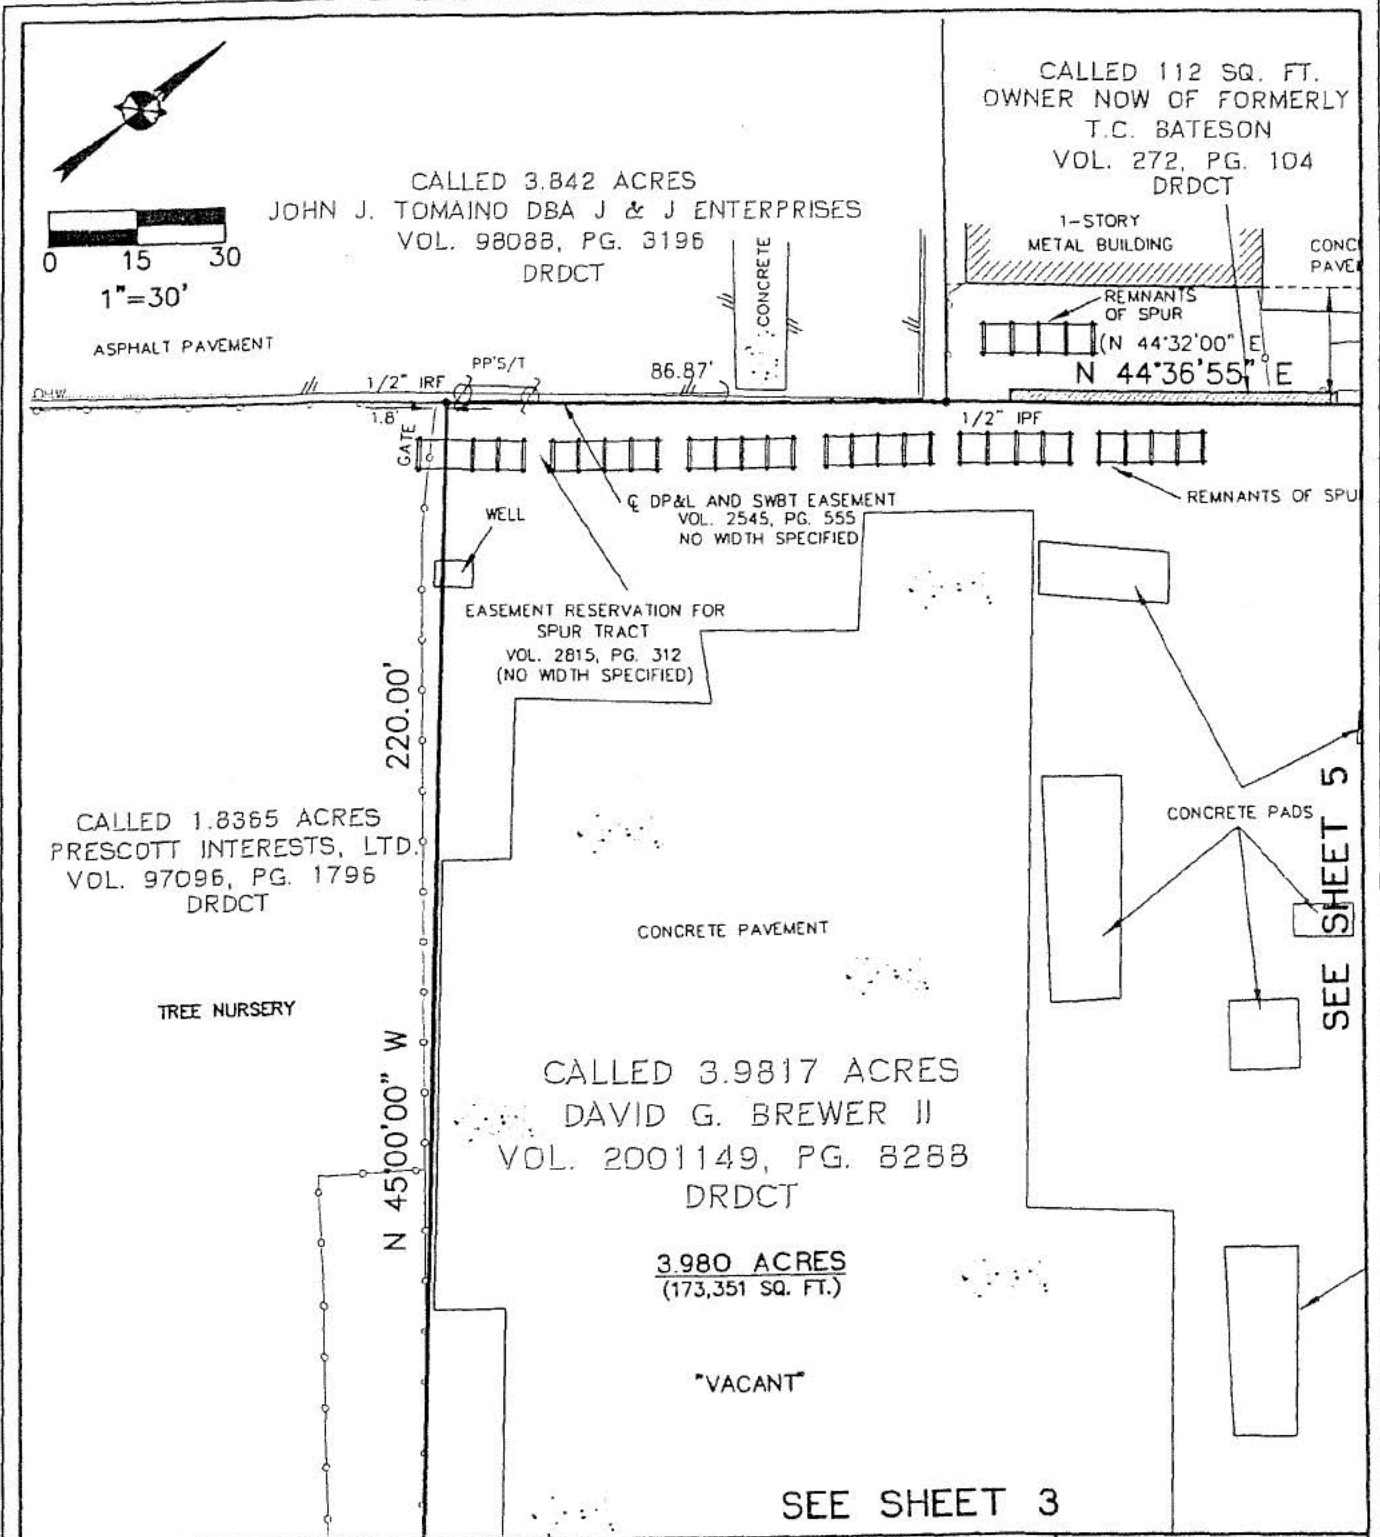 CALLED 112 SQ. FT.
OWNER NOW OF FORMERLY
T.C. BATESON
VOL. 272, PG. 104
DRDCT
CALLED 3.842 ACRES
JOHN J. TOMAINO DBA J & J ENTERPRISES
VOL. 98088, PG. 3196
DRDCT
0 15 30
1"=30'
ASPHALT PAVEMENT
CONCRETE
1-STORY
METAL BUILDING
CONC
PAVE
REMNANTS
OF SPUR
(N 44°32'00" E
N 44°36'55" E
OHW
1/2" IRF
PP'S/T
86.87'
1.8'
1/2" IPF
GATE
REMNANTS OF SPU
℄ DP&L AND SWBT EASEMENT
VOL. 2545, PG. 555
NO WIDTH SPECIFIED
WELL
EASEMENT RESERVATION FOR
SPUR TRACT
VOL. 2815, PG. 312
(NO WIDTH SPECIFIED)
220.00'
N 45°00'00" W
CALLED 1.8365 ACRES
PRESCOTT INTERESTS, LTD.
VOL. 97096, PG. 1796
DRDCT
CONCRETE PADS
SEE SHEET 5
CONCRETE PAVEMENT
TREE NURSERY
CALLED 3.9817 ACRES
DAVID G. BREWER II
VOL. 2001149, PG. 8288
DRDCT
3.980 ACRES
(173,351 SQ. FT.)
"VACANT"
SEE SHEET 3